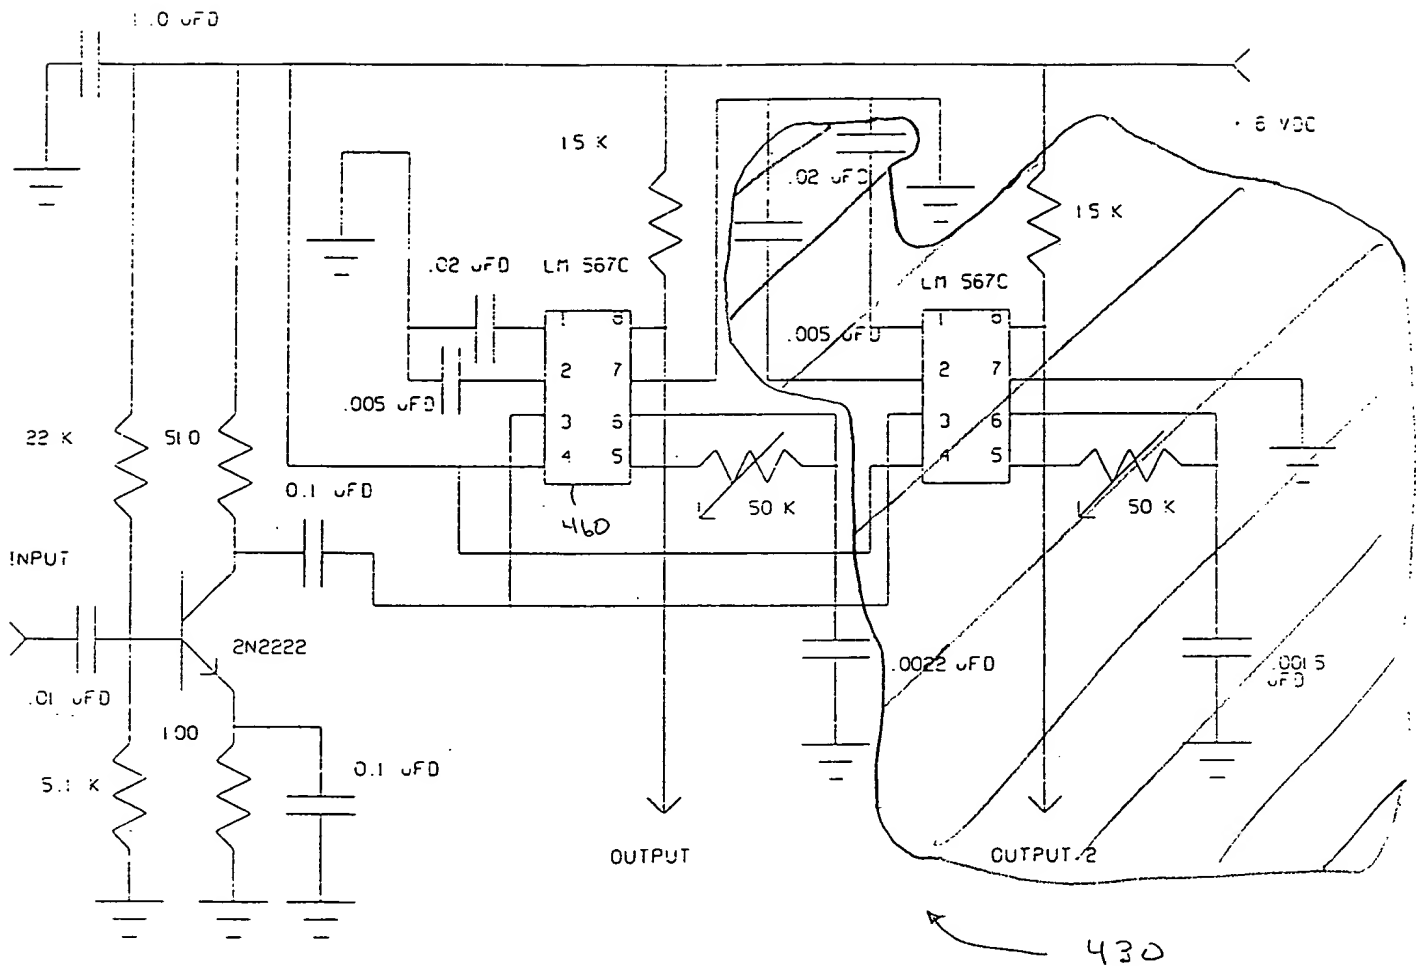 1.0 UFD
+ 6 VDC
15 K
.02 UFD
15 K
.02 UFD
LM 567C
LM 567C
1 8
2 7
3 6
4 5
1 8
2 7
3 6
4 5
.005 UFD
.005 UFD
22 K
510
0.1 UFD
50 K
50 K
460
INPUT
2N2222
.0022 UFD
.0015
UFD
.01 UFD
100
5.1 K
0.1 UFD
OUTPUT
OUTPUT 2
430